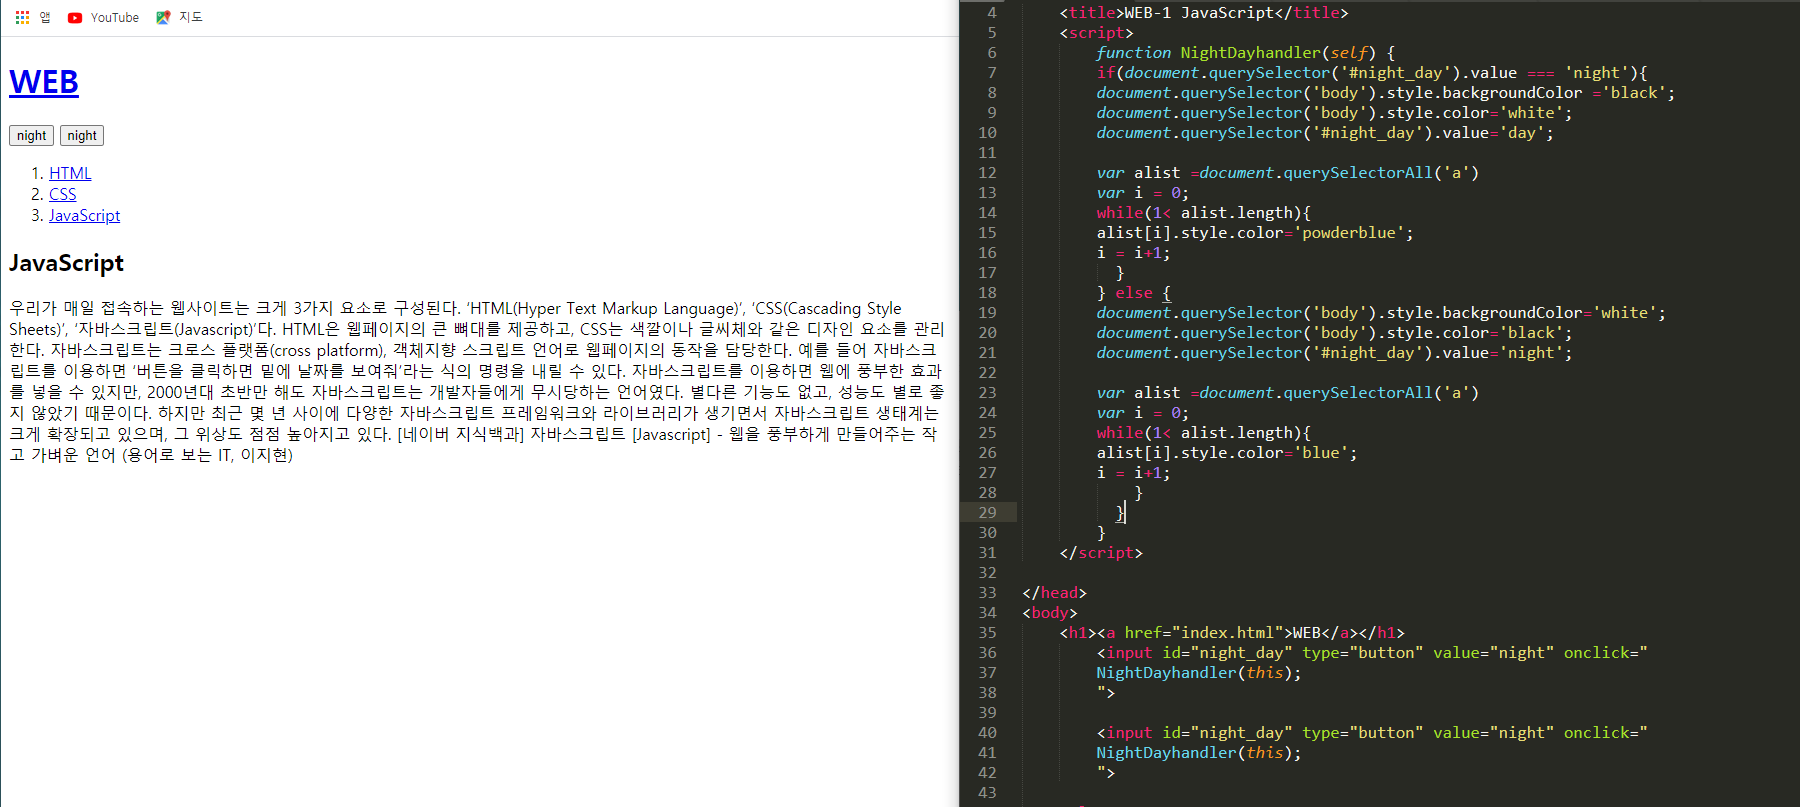 앱 YouTube 지도
WEB
night night
1. HTML
2. CSS
3. JavaScript
JavaScript
우리가 매일 접속하는 웹사이트는 크게 3가지 요소로 구성된다. ‘HTML(Hyper Text Markup Language)’, ‘CSS(Cascading Style
Sheets)’, ‘자바스크립트(Javascript)’다. HTML은 웹페이지의 큰 뼈대를 제공하고, CSS는 색깔이나 글씨체와 같은 디자인 요소를 관리
한다. 자바스크립트는 크로스 플랫폼(cross platform), 객체지향 스크립트 언어로 웹페이지의 동작을 담당한다. 예를 들어 자바스크
립트를 이용하면 ‘버튼을 클릭하면 밑에 날짜를 보여줘’라는 식의 명령을 내릴 수 있다. 자바스크립트를 이용하면 웹에 풍부한 효과
를 넣을 수 있지만, 2000년대 초반만 해도 자바스크립트는 개발자들에게 무시당하는 언어였다. 별다른 기능도 없고, 성능도 별로 좋
지 않았기 때문이다. 하지만 최근 몇 년 사이에 다양한 자바스크립트 프레임워크와 라이브러리가 생기면서 자바스크립트 생태계는
크게 확장되고 있으며, 그 위상도 점점 높아지고 있다. [네이버 지식백과] 자바스크립트 [Javascript] - 웹을 풍부하게 만들어주는 작
고 가벼운 언어 (용어로 보는 IT, 이지현)
4 <title>WEB-1 JavaScript</title>
5 <script>
6 function NightDayhandler(self) {
7 if(document.querySelector('#night_day').value === 'night'){
8 document.querySelector('body').style.backgroundColor ='black';
9 document.querySelector('body').style.color='white';
10 document.querySelector('#night_day').value='day';
11
12 var alist =document.querySelectorAll('a')
13 var i = 0;
14 while(1< alist.length){
15 alist[i].style.color='powderblue';
16 i = i+1;
17 }
18 } else {
19 document.querySelector('body').style.backgroundColor='white';
20 document.querySelector('body').style.color='black';
21 document.querySelector('#night_day').value='night';
22
23 var alist =document.querySelectorAll('a')
24 var i = 0;
25 while(1< alist.length){
26 alist[i].style.color='blue';
27 i = i+1;
28 }
29 }
30 }
31 </script>
32
33 </head>
34 <body>
35 <h1><a href="index.html">WEB</a></h1>
36 <input id="night_day" type="button" value="night" onclick="
37 NightDayhandler(this);
38 ">
39
40 <input id="night_day" type="button" value="night" onclick="
41 NightDayhandler(this);
42 ">
43